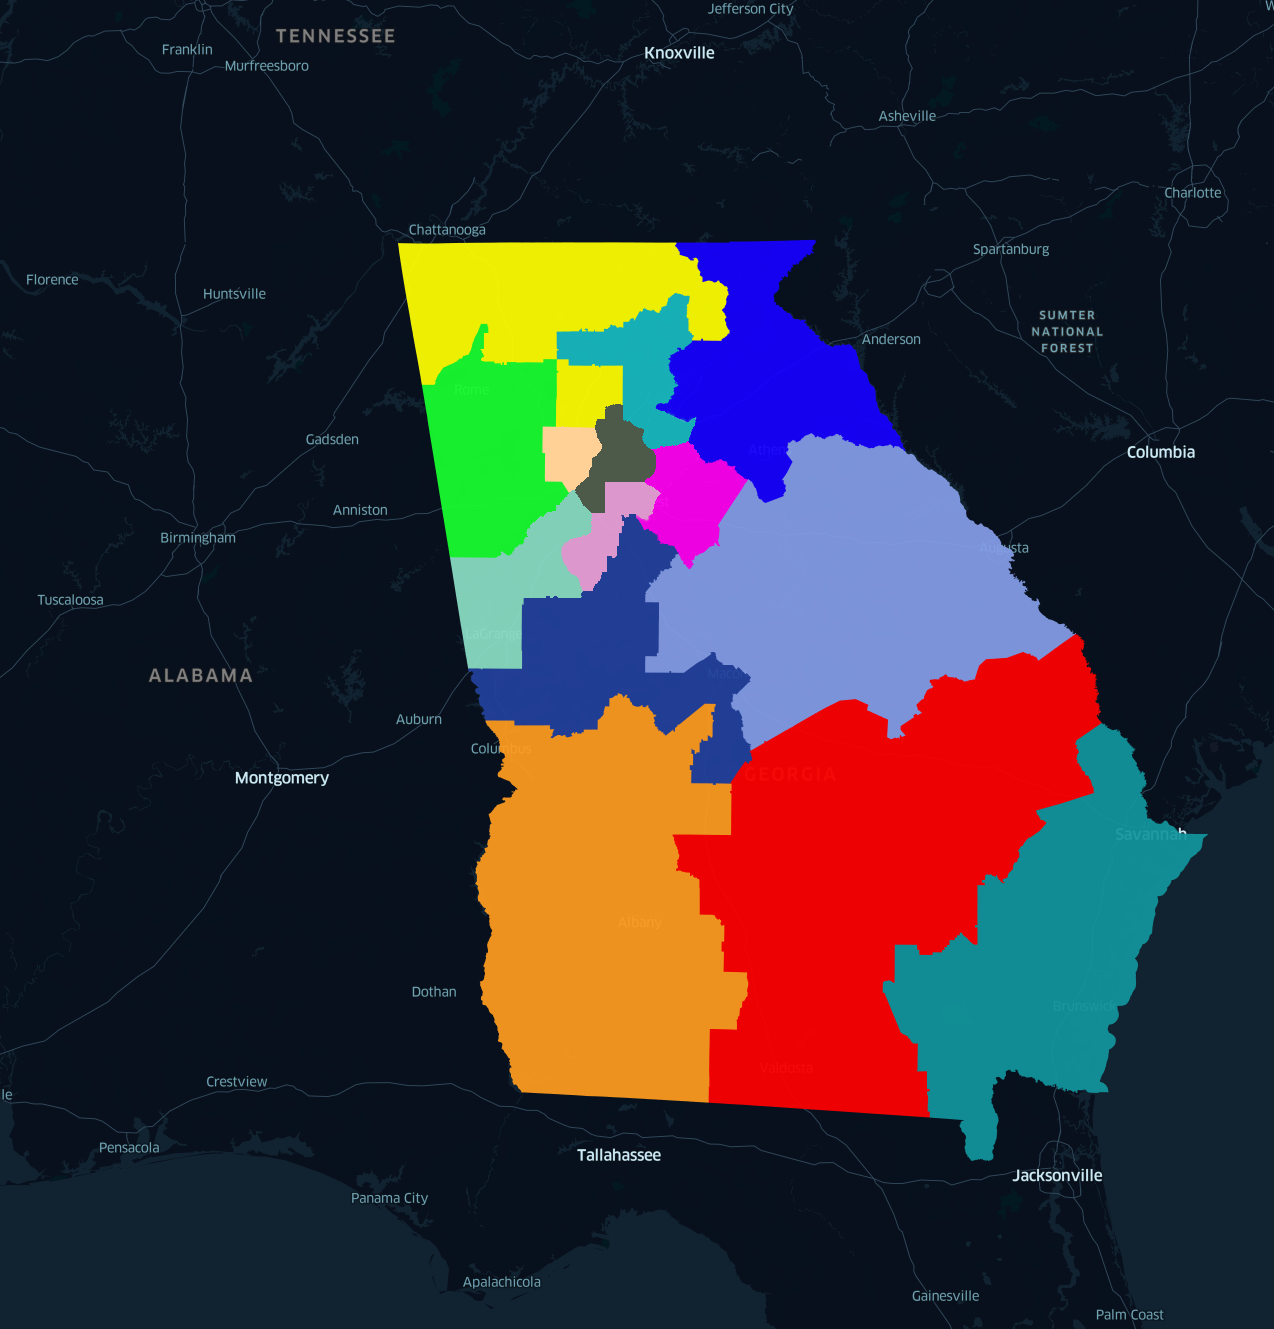 Jefferson City
TENNESSEE
Franklin
Knoxville
Murfreesboro
Asheville
Charlotte
Chattanooga
Spartanburg
Florence
Huntsville
SUMTER
NATIONAL
FOREST
Anderson
Rome
Gadsden
Columbia
Athens
Anniston
Birmingham
Augusta
Tuscaloosa
LaGrange
ALABAMA
Macon
Auburn
Columbus
Montgomery
GEORGIA
Savannah
Albany
Dothan
Brunswick
Valdosta
Crestview
le
Pensacola
Tallahassee
Jacksonville
Panama City
Apalachicola
Gainesville
Palm Coast